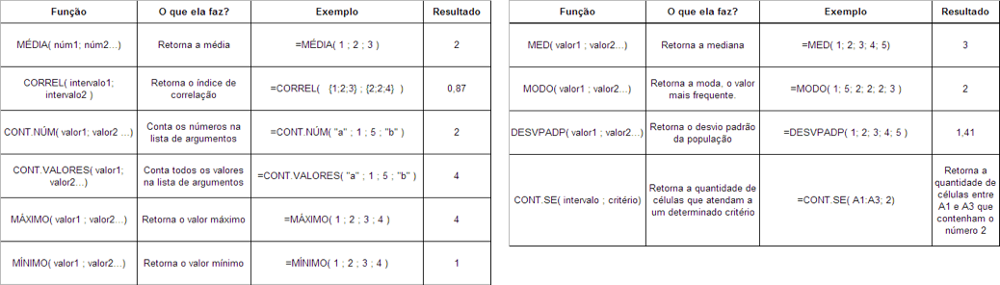 Função O que ela faz? Exemplo Resultado
MÉDIA( núm1; núm2...) Retorna a média =MÉDIA( 1 ; 2 ; 3 ) 2
CORREL( intervalo1;
intervalo2 )
Retorna o índice de
correlação
=CORREL( {1;2;3} ; {2;2;4} ) 0,87
CONT.NÚM( valor1; valor2 ...)
Conta os números na
lista de argumentos
=CONT.NÚM( "a" ; 1 ; 5 ; "b" ) 2
CONT.VALORES( valor1;
valor2...)
Conta todos os valores
na lista de argumentos
=CONT.VALORES( "a" ; 1 ; 5 ; "b" ) 4
MÁXIMO( valor1 ; valor2...) Retorna o valor máximo =MÁXIMO( 1 ; 2 ; 3 ; 4 ) 4
MÍNIMO( valor1 ; valor2...) Retorna o valor mínimo =MÍNIMO( 1 ; 2 ; 3 ; 4 ) 1
Função O que ela faz? Exemplo Resultado
MED( valor1 ; valor2...) Retorna a mediana =MED( 1; 2; 3; 4; 5) 3
MODO( valor1 ; valor2...)
Retorna a moda, o valor
mais frequente.
=MODO( 1; 5; 2; 2; 2; 3 ) 2
DESVPADP( valor1 ; valor2...)
Retorna o desvio padrão
da população
=DESVPADP( 1; 2; 3; 4; 5 ) 1,41
CONT.SE( intervalo ; critério)
Retorna a quantidade de
células que atendam a
a um determinado critério
=CONT.SE( A1:A3; 2)
Retorna a
quantidade de
células entre
A1 e A3 que
contenham o
número 2